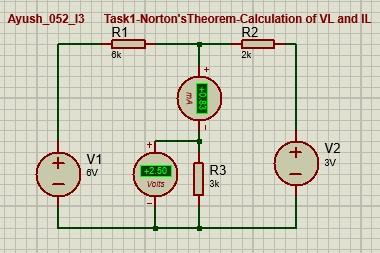 Ayush_052_I3 Task1-Norton'sTheorem-Calculation of VL and IL
R1
6k
R2
2k
+
mA
+0.83
-
V1
6V
+
+2.50
Volts
-
R3
3k
V2
3V